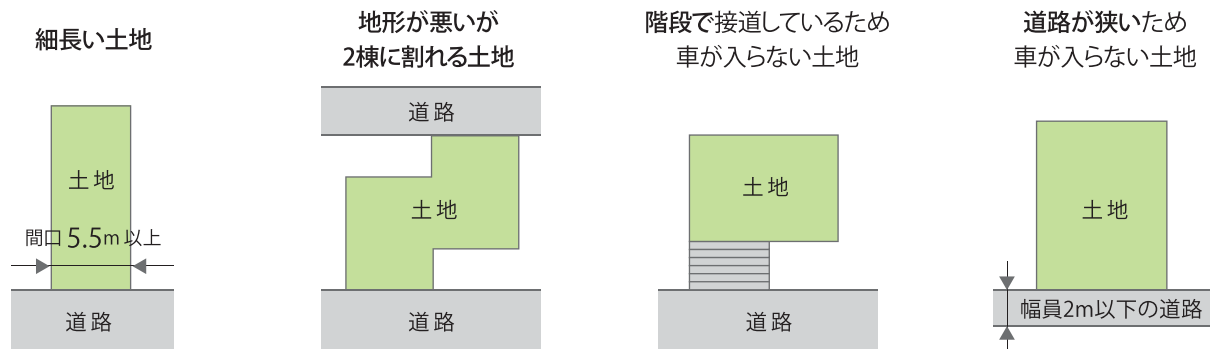 細長い土地
土地
間口5.5m以上
道路
地形が悪いが
2棟に割れる土地
道路
土地
道路
階段で接道しているため
車が入らない土地
土地
道路
道路が狭いため
車が入らない土地
土地
幅員2m以下の道路